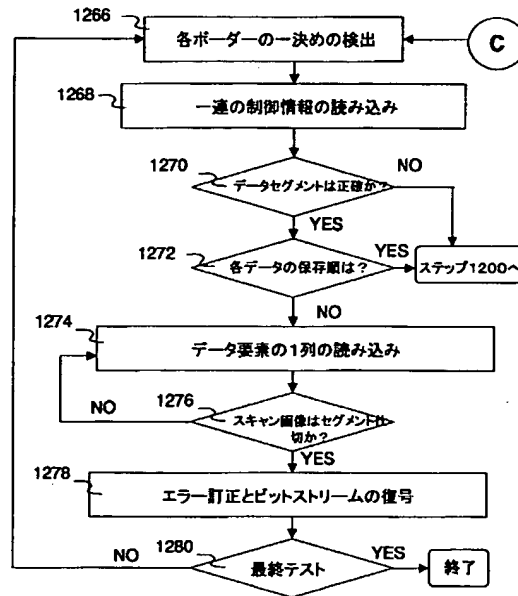 1266
各ボーダーの一決めの検出
C
1268
一連の制御情報の読み込み
1270
データセグメントは正確か?
NO
YES
1272
各データの保存順は?
YES
ステップ1200へ
NO
1274
データ要素の1列の読み込み
NO
1276
スキャン画像はセグメント仕
切か?
YES
1278
エラー訂正とビットストリームの復号
NO
1280
最終テスト
YES
終了